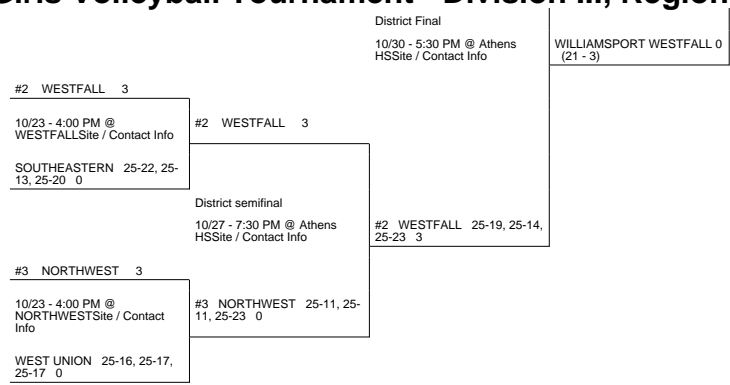 Girls Volleyball Tournament - Division III, Region
District Final
10/30 - 5:30 PM @ Athens
HSSite / Contact Info
WILLIAMSPORT WESTFALL 0
(21 - 3)
#2 WESTFALL 3
10/23 - 4:00 PM @
WESTFALLSite / Contact Info
#2 WESTFALL 3
SOUTHEASTERN 25-22, 25-
13, 25-20 0
District semifinal
10/27 - 7:30 PM @ Athens
HSSite / Contact Info
#2 WESTFALL 25-19, 25-14,
25-23 3
#3 NORTHWEST 3
10/23 - 4:00 PM @
NORTHWESTSite / Contact
Info
#3 NORTHWEST 25-11, 25-
11, 25-23 0
WEST UNION 25-16, 25-17,
25-17 0